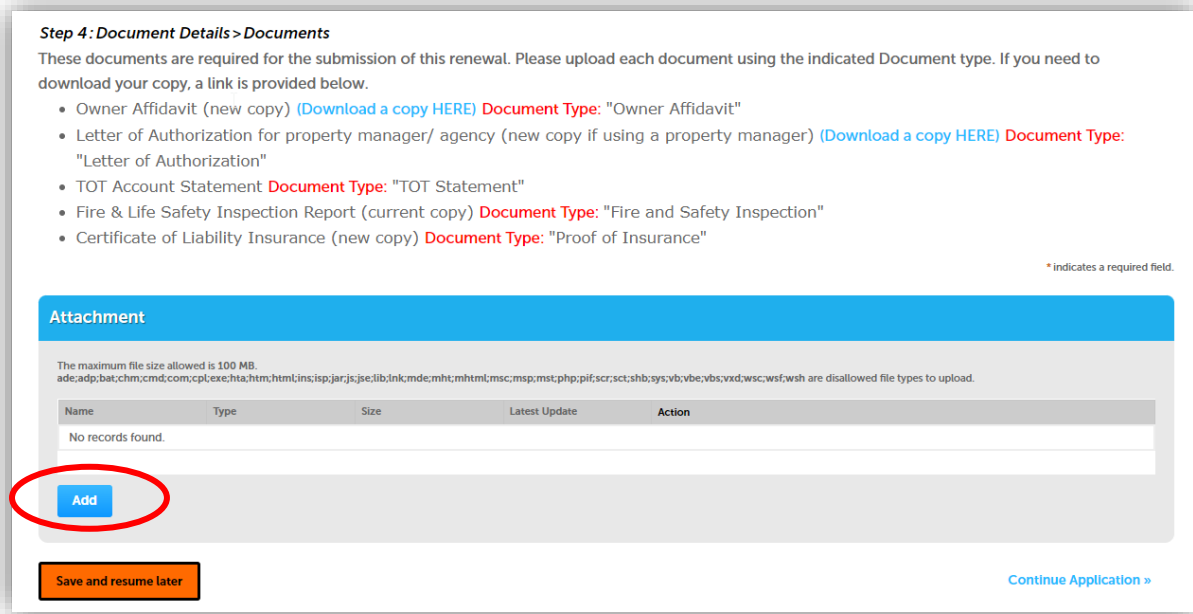 Step 4: Document Details > Documents
These documents are required for the submission of this renewal. Please upload each document using the indicated Document type. If you need to
download your copy, a link is provided below.
• Owner Affidavit (new copy) (Download a copy HERE) Document Type: "Owner Affidavit"
• Letter of Authorization for property manager/ agency (new copy if using a property manager) (Download a copy HERE) Document Type:
"Letter of Authorization"
• TOT Account Statement Document Type: "TOT Statement"
• Fire & Life Safety Inspection Report (current copy) Document Type: "Fire and Safety Inspection"
• Certificate of Liability Insurance (new copy) Document Type: "Proof of Insurance"
* indicates a required field.
Attachment
The maximum file size allowed is 100 MB.
ade;adp;bat;chm;cmd;com;cpl;exe;hta;htm;html;ins;isp;jar;js;jse;lib;lnk;mde;mht;mhtml;msc;msp;mst;php;pif;scr;sct;shb;sys;vb;vbe;vbs;vxd;wsc;wsf;wsh are disallowed file types to upload.
Name Type Size Latest Update Action
No records found.
Add
Save and resume later Continue Application »